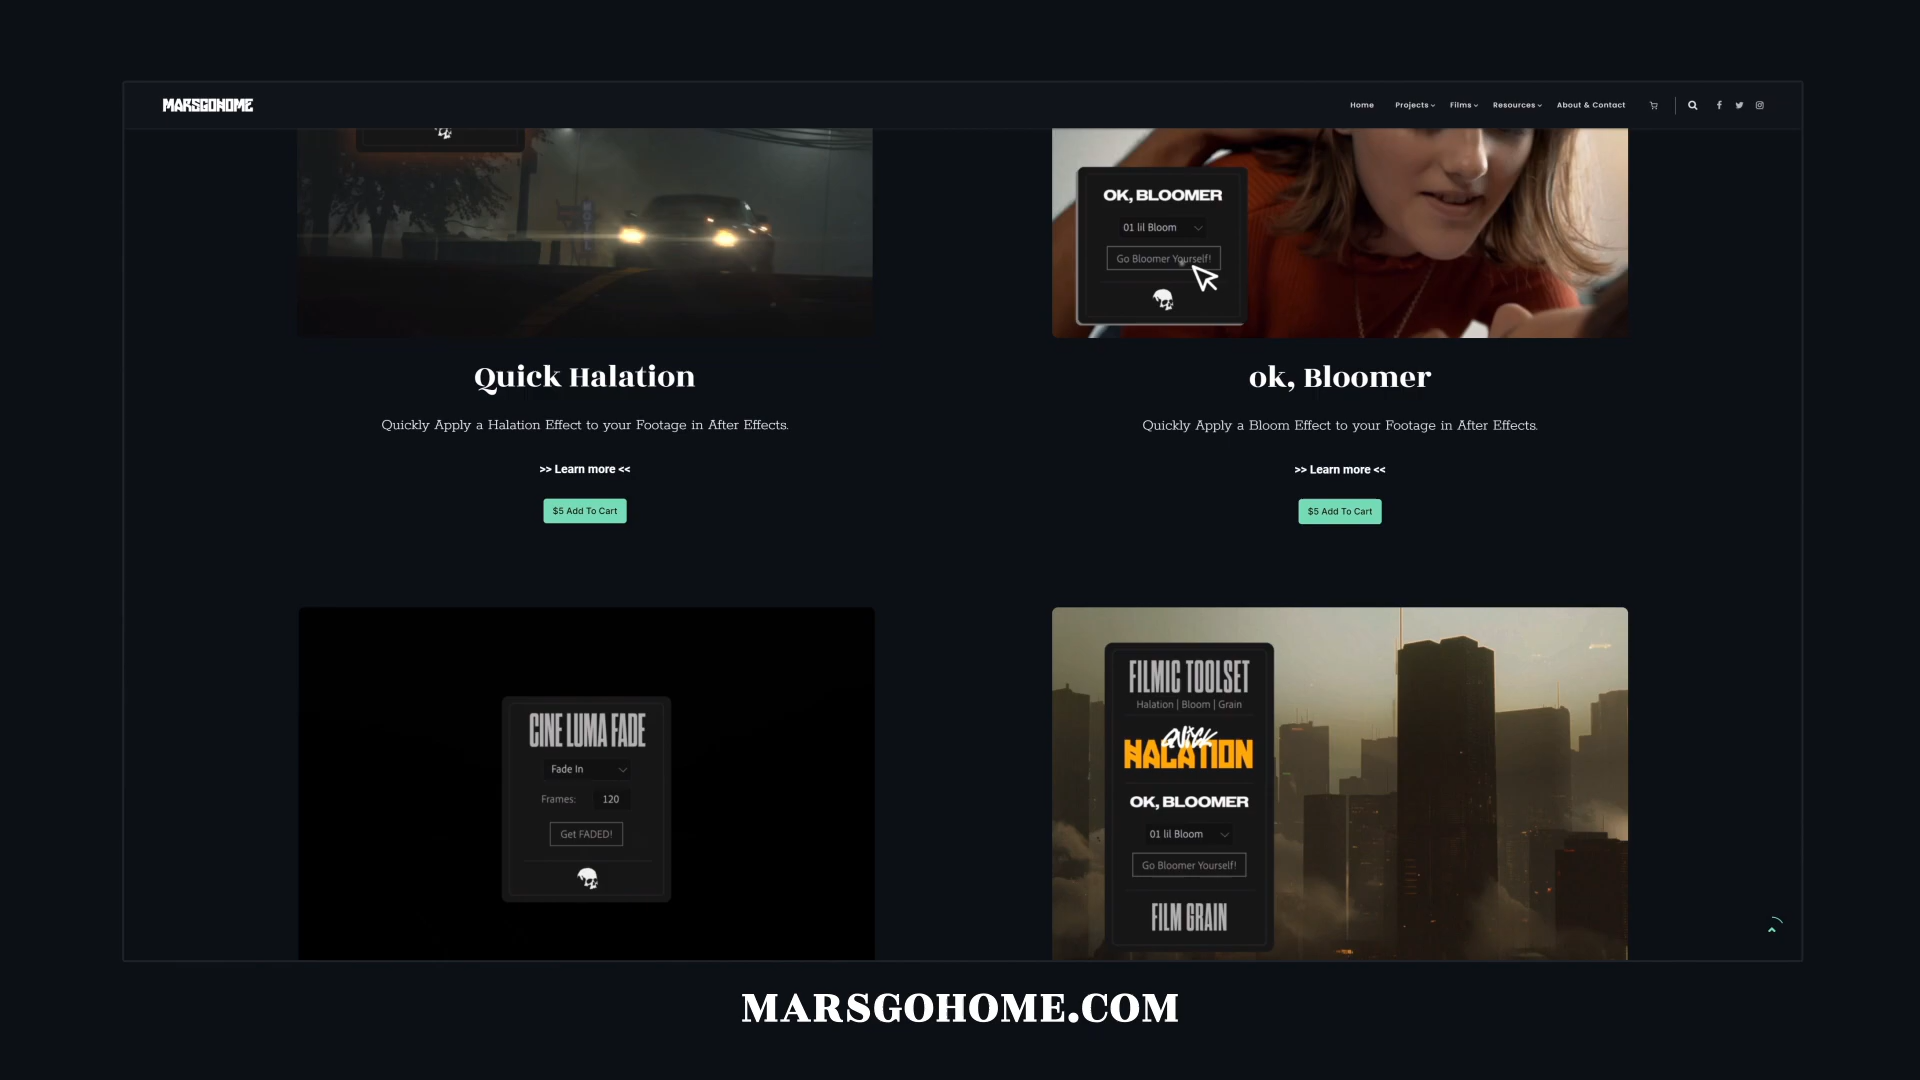 MARSGOHOME
Home Projects Films Resources About & Contact
MOTEL
OK, BLOOMER
01 lil Bloom
Go Bloomer Yourself!
Quick Halation
Quickly Apply a Halation Effect to your Footage in After Effects.
>> Learn more <<
$5 Add To Cart
ok, Bloomer
Quickly Apply a Bloom Effect to your Footage in After Effects.
>> Learn more <<
$5 Add To Cart
CINE LUMA FADE
Fade In
Frames: 120
Get FADED!
FILMIC TOOLSET
Halation | Bloom | Grain
QUICK
HALATION
OK, BLOOMER
01 lil Bloom
Go Bloomer Yourself!
FILM GRAIN
MARSGOHOME.COM